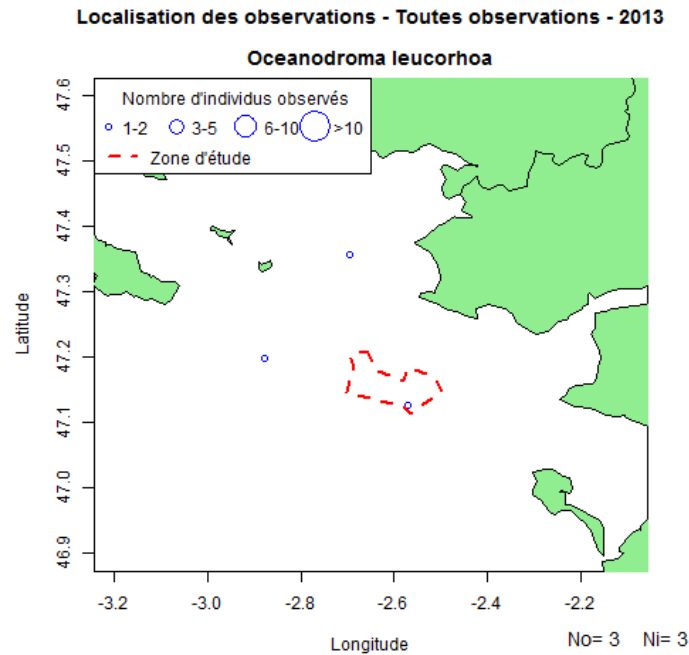 Localisation des observations - Toutes observations - 2013
Oceanodroma leucorhoa
Nombre d'individus observés
1-2 3-5 6-10 >10
Zone d'étude
47.6
47.5
47.4
47.3
47.2
47.1
47.0
46.9
Latitude
-3.2 -3.0 -2.8 -2.6 -2.4 -2.2
Longitude
No= 3 Ni= 3